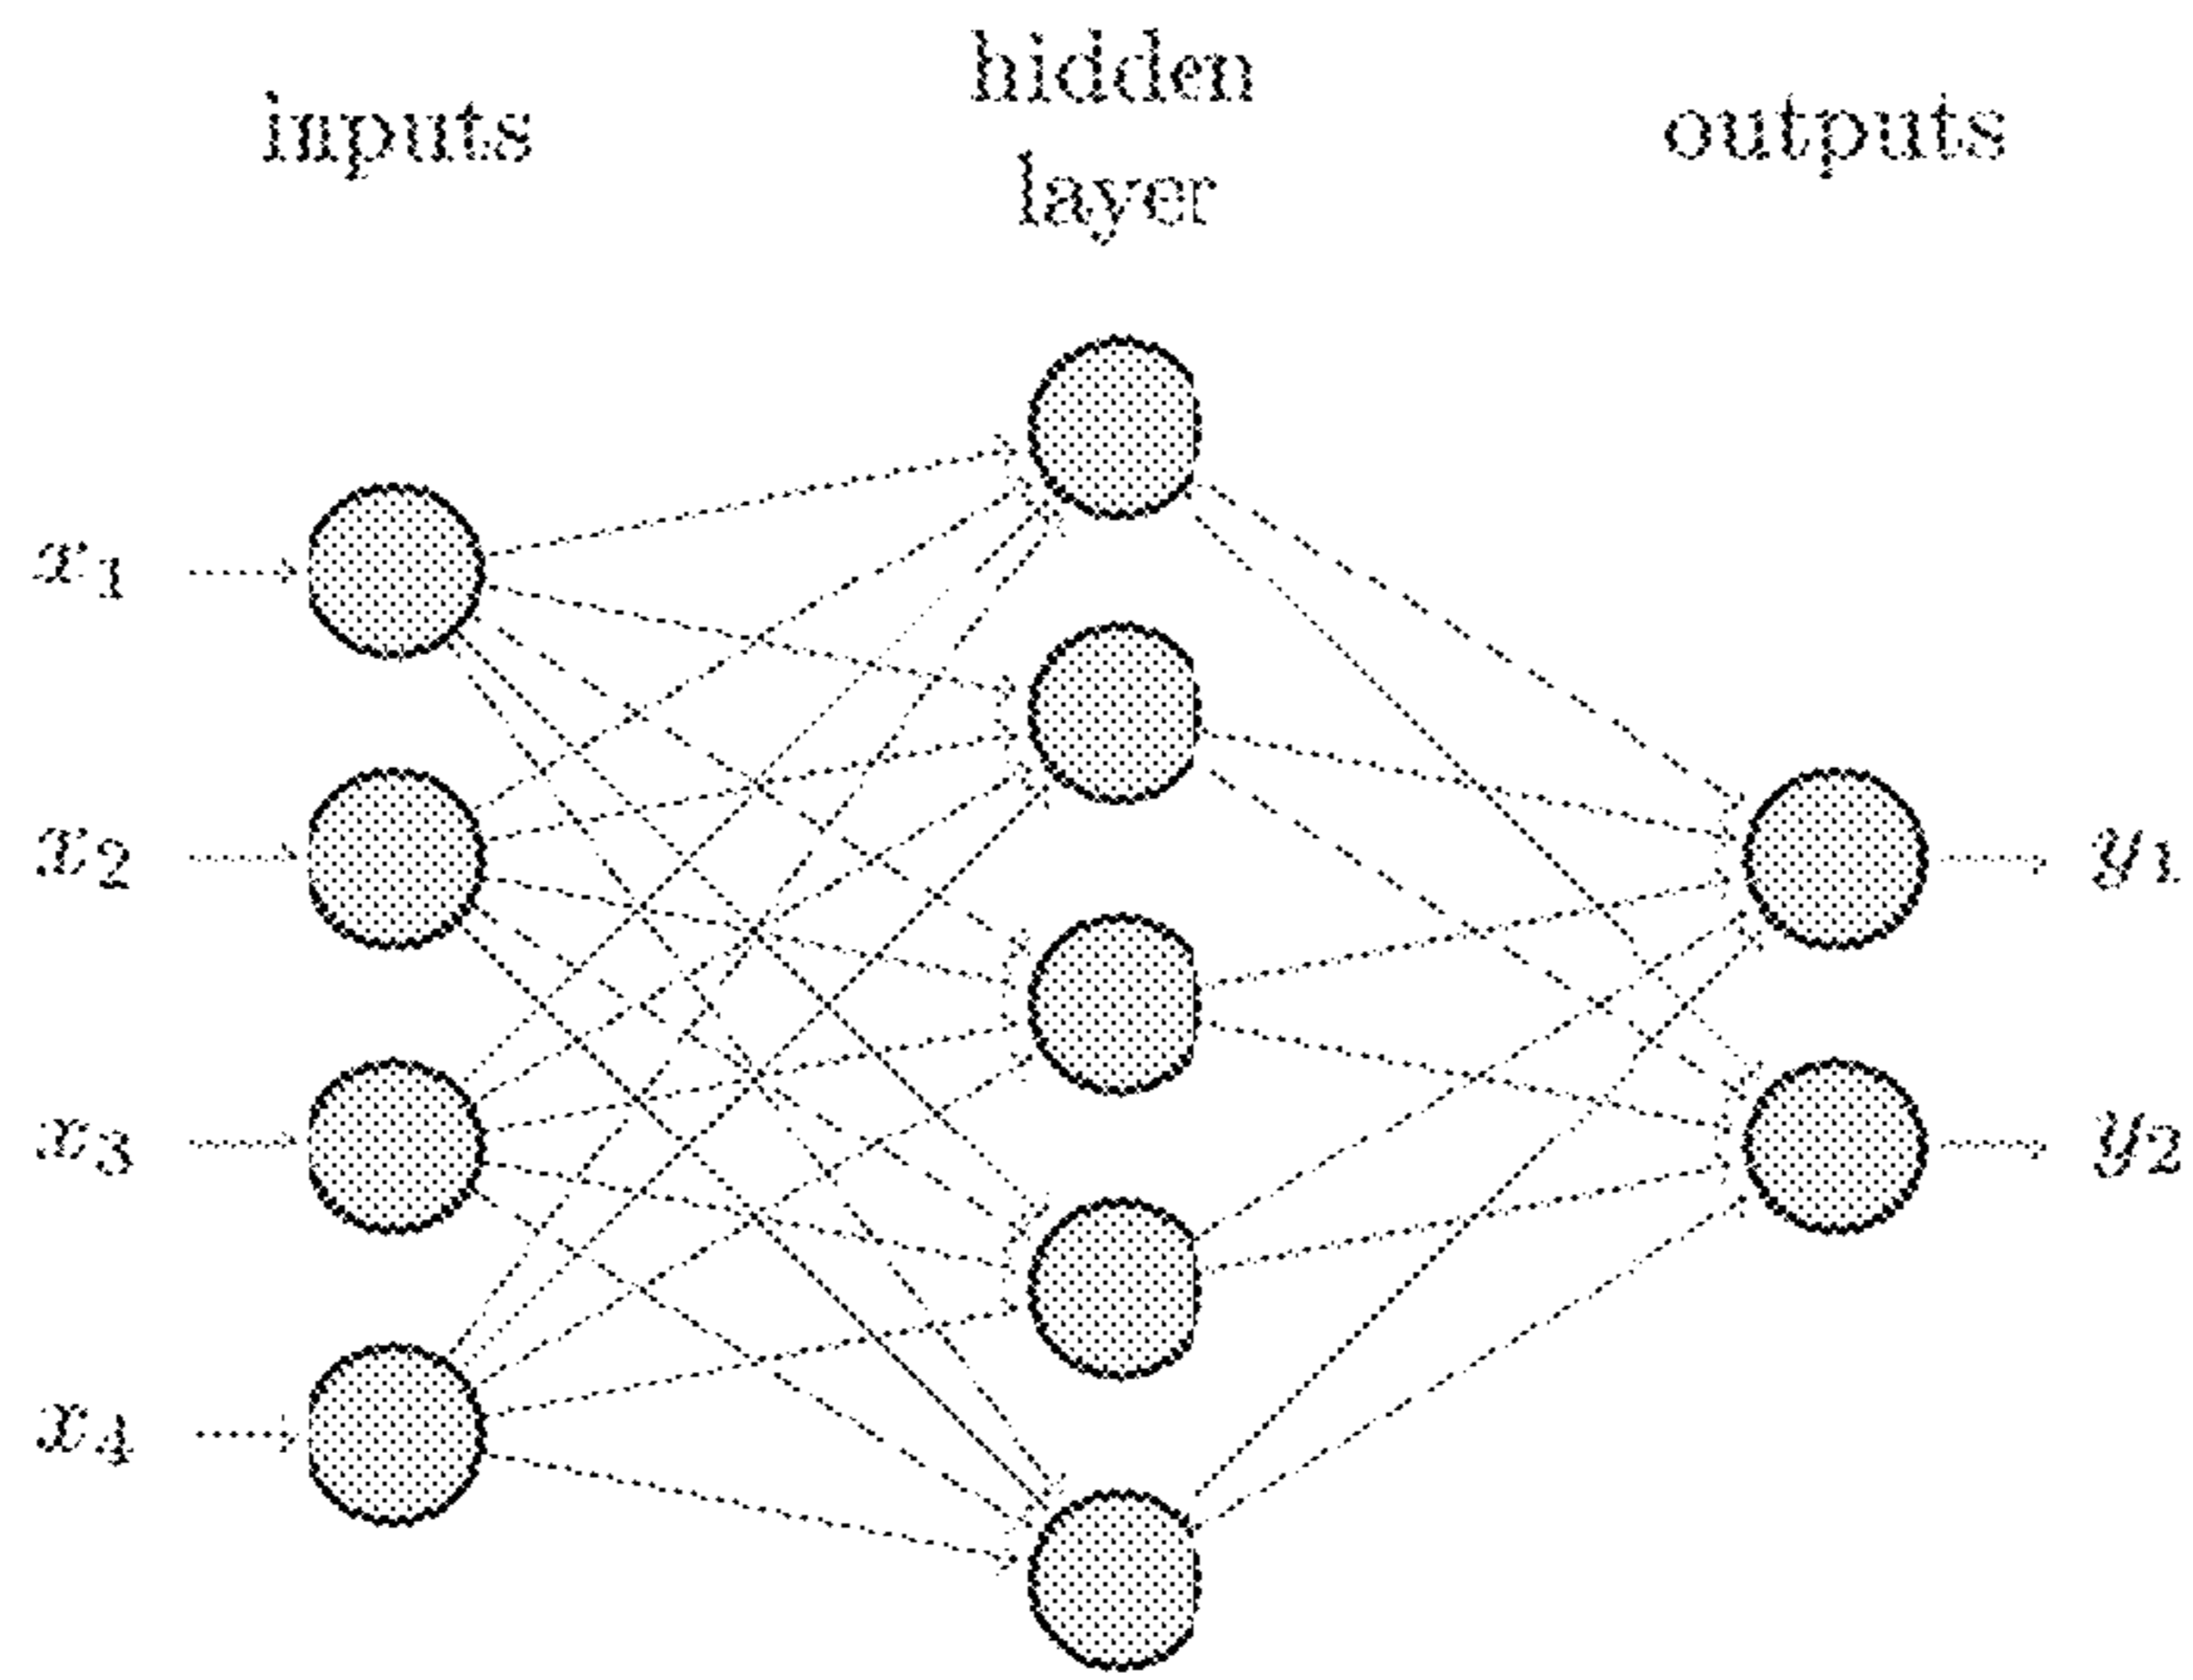 hidden
inputs
outputs
layer
x1
x2
y1
x3
y2
x4